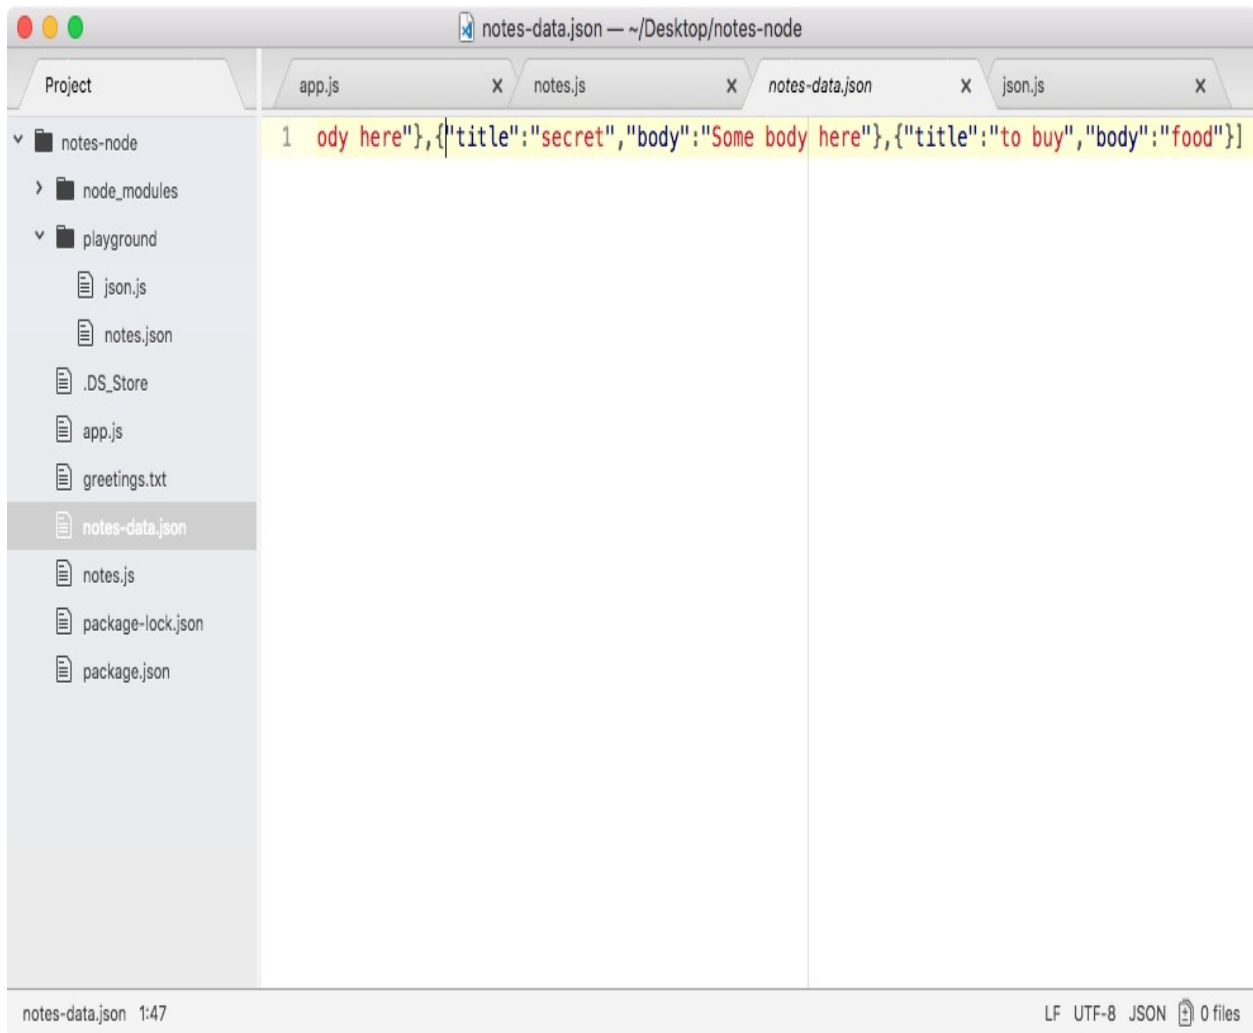 notes-data.json — ~/Desktop/notes-node
Project
app.js
notes.js
notes-data.json
json.js
notes-node
node_modules
playground
json.js
notes.json
.DS_Store
app.js
greetings.txt
notes-data.json
notes.js
package-lock.json
package.json
1 ody here"},{"title":"secret","body":"Some body here"},{"title":"to buy","body":"food"}]
notes-data.json 1:47
LF UTF-8 JSON 0 files